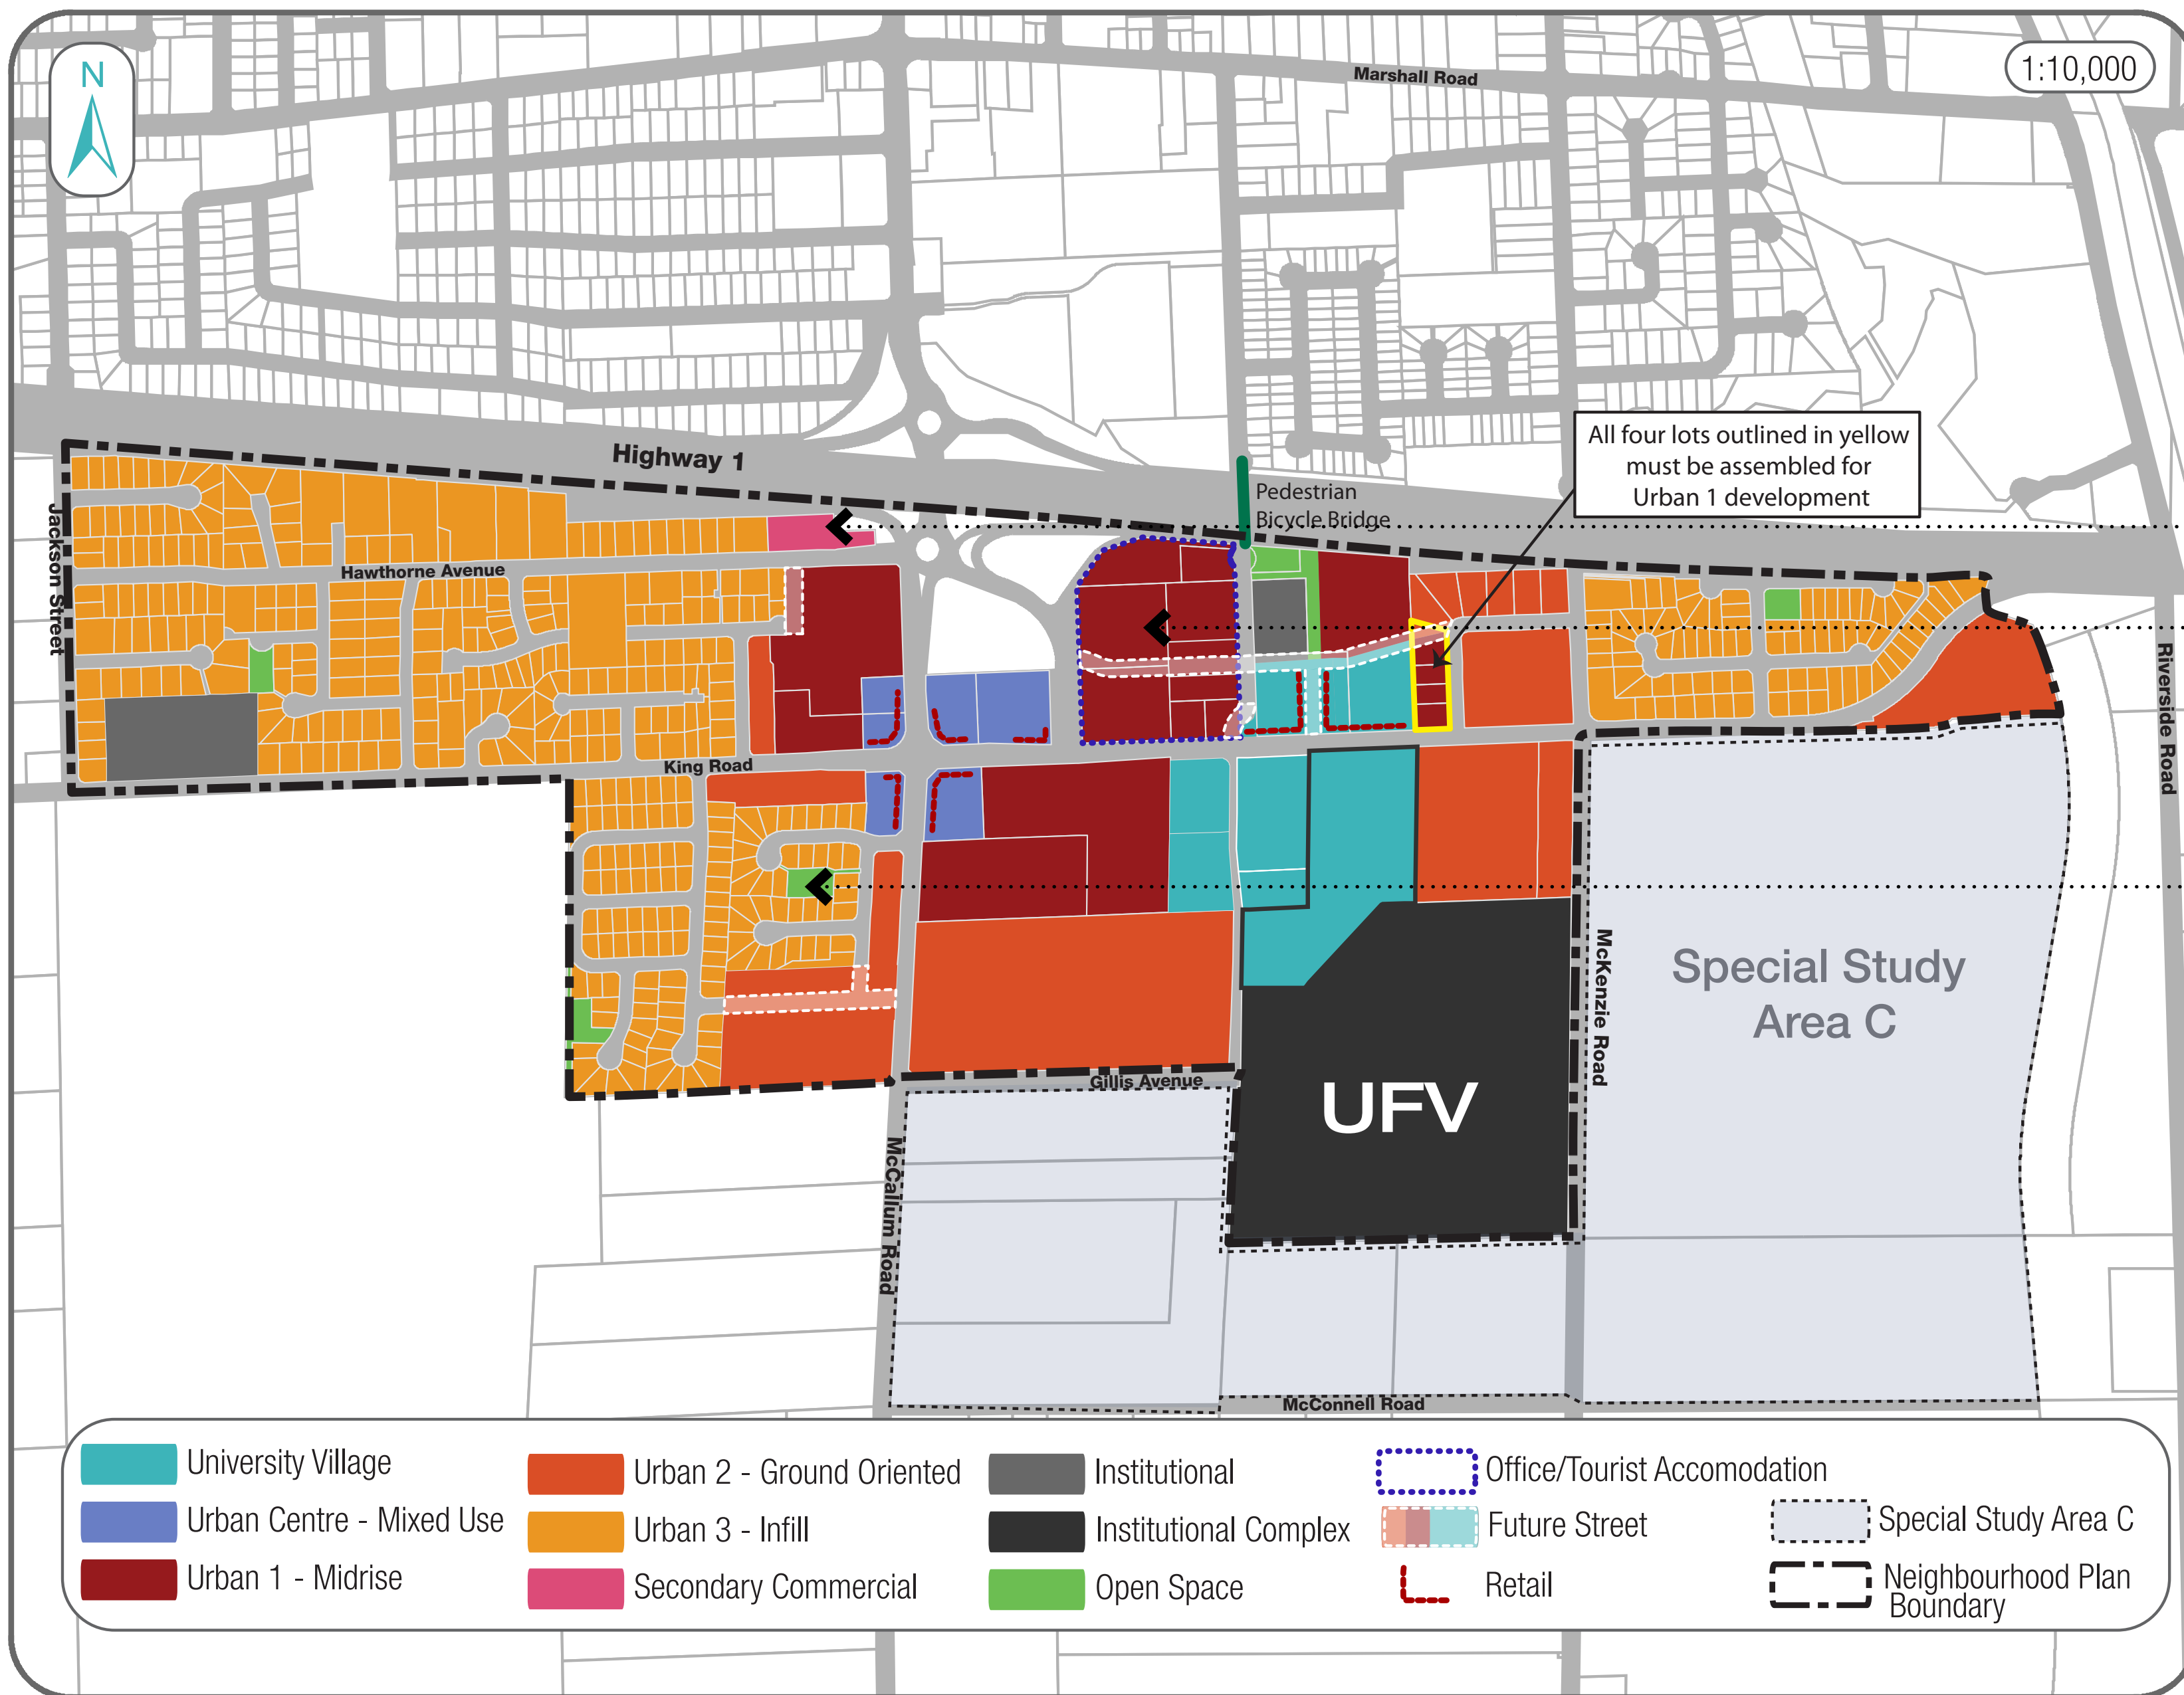 N
1:10,000
Marshall Road
All four lots outlined in yellow
must be assembled for
Urban 1 development
Highway 1
Pedestrian
Bicycle Bridge
Jackson Street
Hawthorne Avenue
Riverside Road
King Road
McKenzie Road
Special Study
Area C
Gillis Avenue
UFV
McCallum Road
McConnell Road
University Village
Urban Centre - Mixed Use
Urban 1 - Midrise
Urban 2 - Ground Oriented
Urban 3 - Infill
Secondary Commercial
Institutional
Institutional Complex
Open Space
Office/Tourist Accomodation
Future Street
Retail
Special Study Area C
Neighbourhood Plan
Boundary